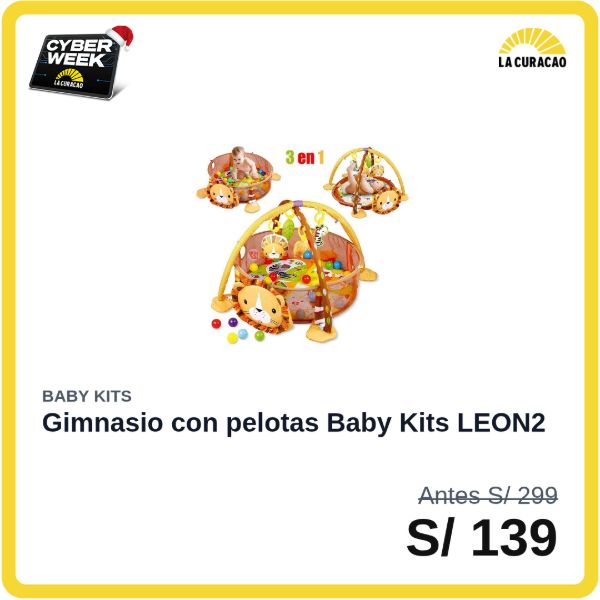 CYBER
WEEK
LA CURACAO
LA CURACAO
3 en 1
BABY KITS
Gimnasio con pelotas Baby Kits LEON2
Antes S/ 299
S/ 139